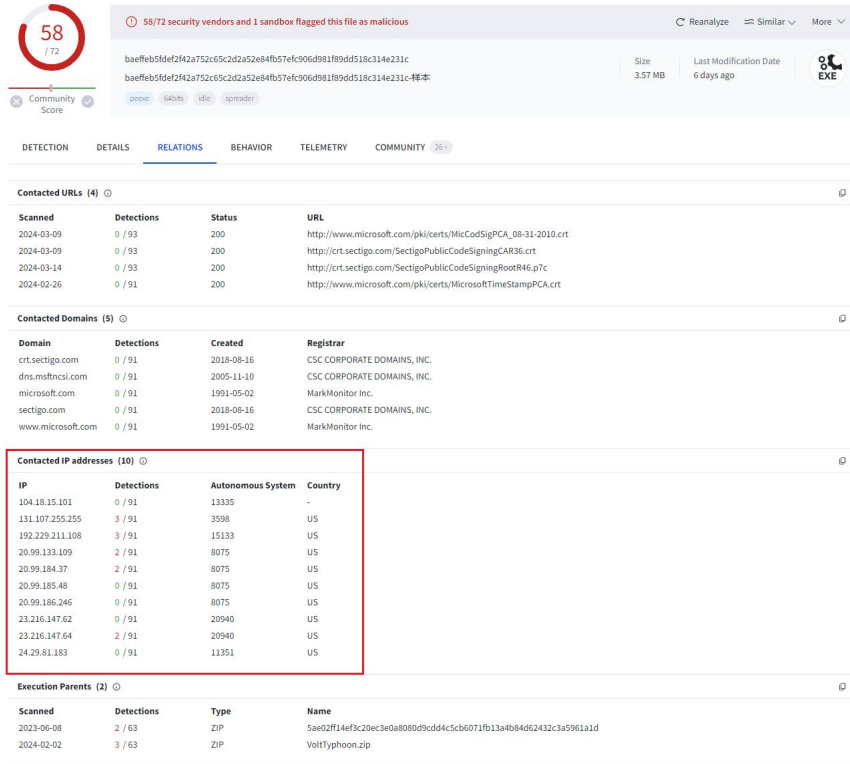 58
/ 72
Community
Score
58/72 security vendors and 1 sandbox flagged this file as malicious
Reanalyze Similar More
baeffeb5fdef2f42a752c65c2d2a52e84fb57efc906d981f89dd518c314e231c
baeffeb5fdef2f42a752c65c2d2a52e84fb57efc906d981f89dd518c314e231c-样本
peexe 64bits idle spreader
Size
3.57 MB
Last Modification Date
6 days ago
EXE
DETECTION DETAILS RELATIONS BEHAVIOR TELEMETRY COMMUNITY 26+
Contacted URLs (4)
Scanned Detections Status URL
2024-03-09 0 / 93 200 http://www.microsoft.com/pki/certs/MicCodSigPCA_08-31-2010.crt
2024-03-09 0 / 93 200 http://crt.sectigo.com/SectigoPublicCodeSigningCAR36.crt
2024-03-14 0 / 93 200 http://crt.sectigo.com/SectigoPublicCodeSigningRootR46.p7c
2024-02-26 0 / 91 200 http://www.microsoft.com/pki/certs/MicrosoftTimeStampPCA.crt
Contacted Domains (5)
Domain Detections Created Registrar
crt.sectigo.com 0 / 91 2018-08-16 CSC CORPORATE DOMAINS, INC.
dns.msftncsi.com 0 / 91 2005-11-10 CSC CORPORATE DOMAINS, INC.
microsoft.com 0 / 91 1991-05-02 MarkMonitor Inc.
sectigo.com 0 / 91 2018-08-16 CSC CORPORATE DOMAINS, INC.
www.microsoft.com 0 / 91 1991-05-02 MarkMonitor Inc.
Contacted IP addresses (10)
IP Detections Autonomous System Country
104.18.15.101 0 / 91 13335 -
131.107.255.255 3 / 91 3598 US
192.229.211.108 3 / 91 15133 US
20.99.133.109 2 / 91 8075 US
20.99.184.37 2 / 91 8075 US
20.99.185.48 0 / 91 8075 US
20.99.186.246 0 / 91 8075 US
23.216.147.62 0 / 91 20940 US
23.216.147.64 2 / 91 20940 US
24.29.81.183 0 / 91 11351 US
Execution Parents (2)
Scanned Detections Type Name
2023-06-08 2 / 63 ZIP 5ae02ff14ef3c20ec3e0a8080d9cdd4c5cb6071fb13a4b84d62432c3a5961a1d
2024-02-02 3 / 63 ZIP VoltTyphoon.zip